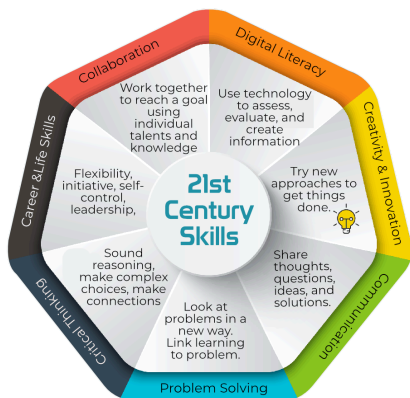 Collaboration
Work together
to reach a goal
using
individual
talents and
knowledge
Digital Literacy
Use technology
to assess,
evaluate, and
create
information
Creativity & Innovation
Try new
approaches to
get things
done.
Communication
Share
thoughts,
questions,
ideas, and
solutions.
Problem Solving
Look at
problems in a
new way.
Link learning
to problem.
Critical Thinking
Sound
reasoning,
make complex
choices, make
connections
Career &Life Skills
Flexibility,
initiative, self-
control,
leadership,
21st
Century
Skills